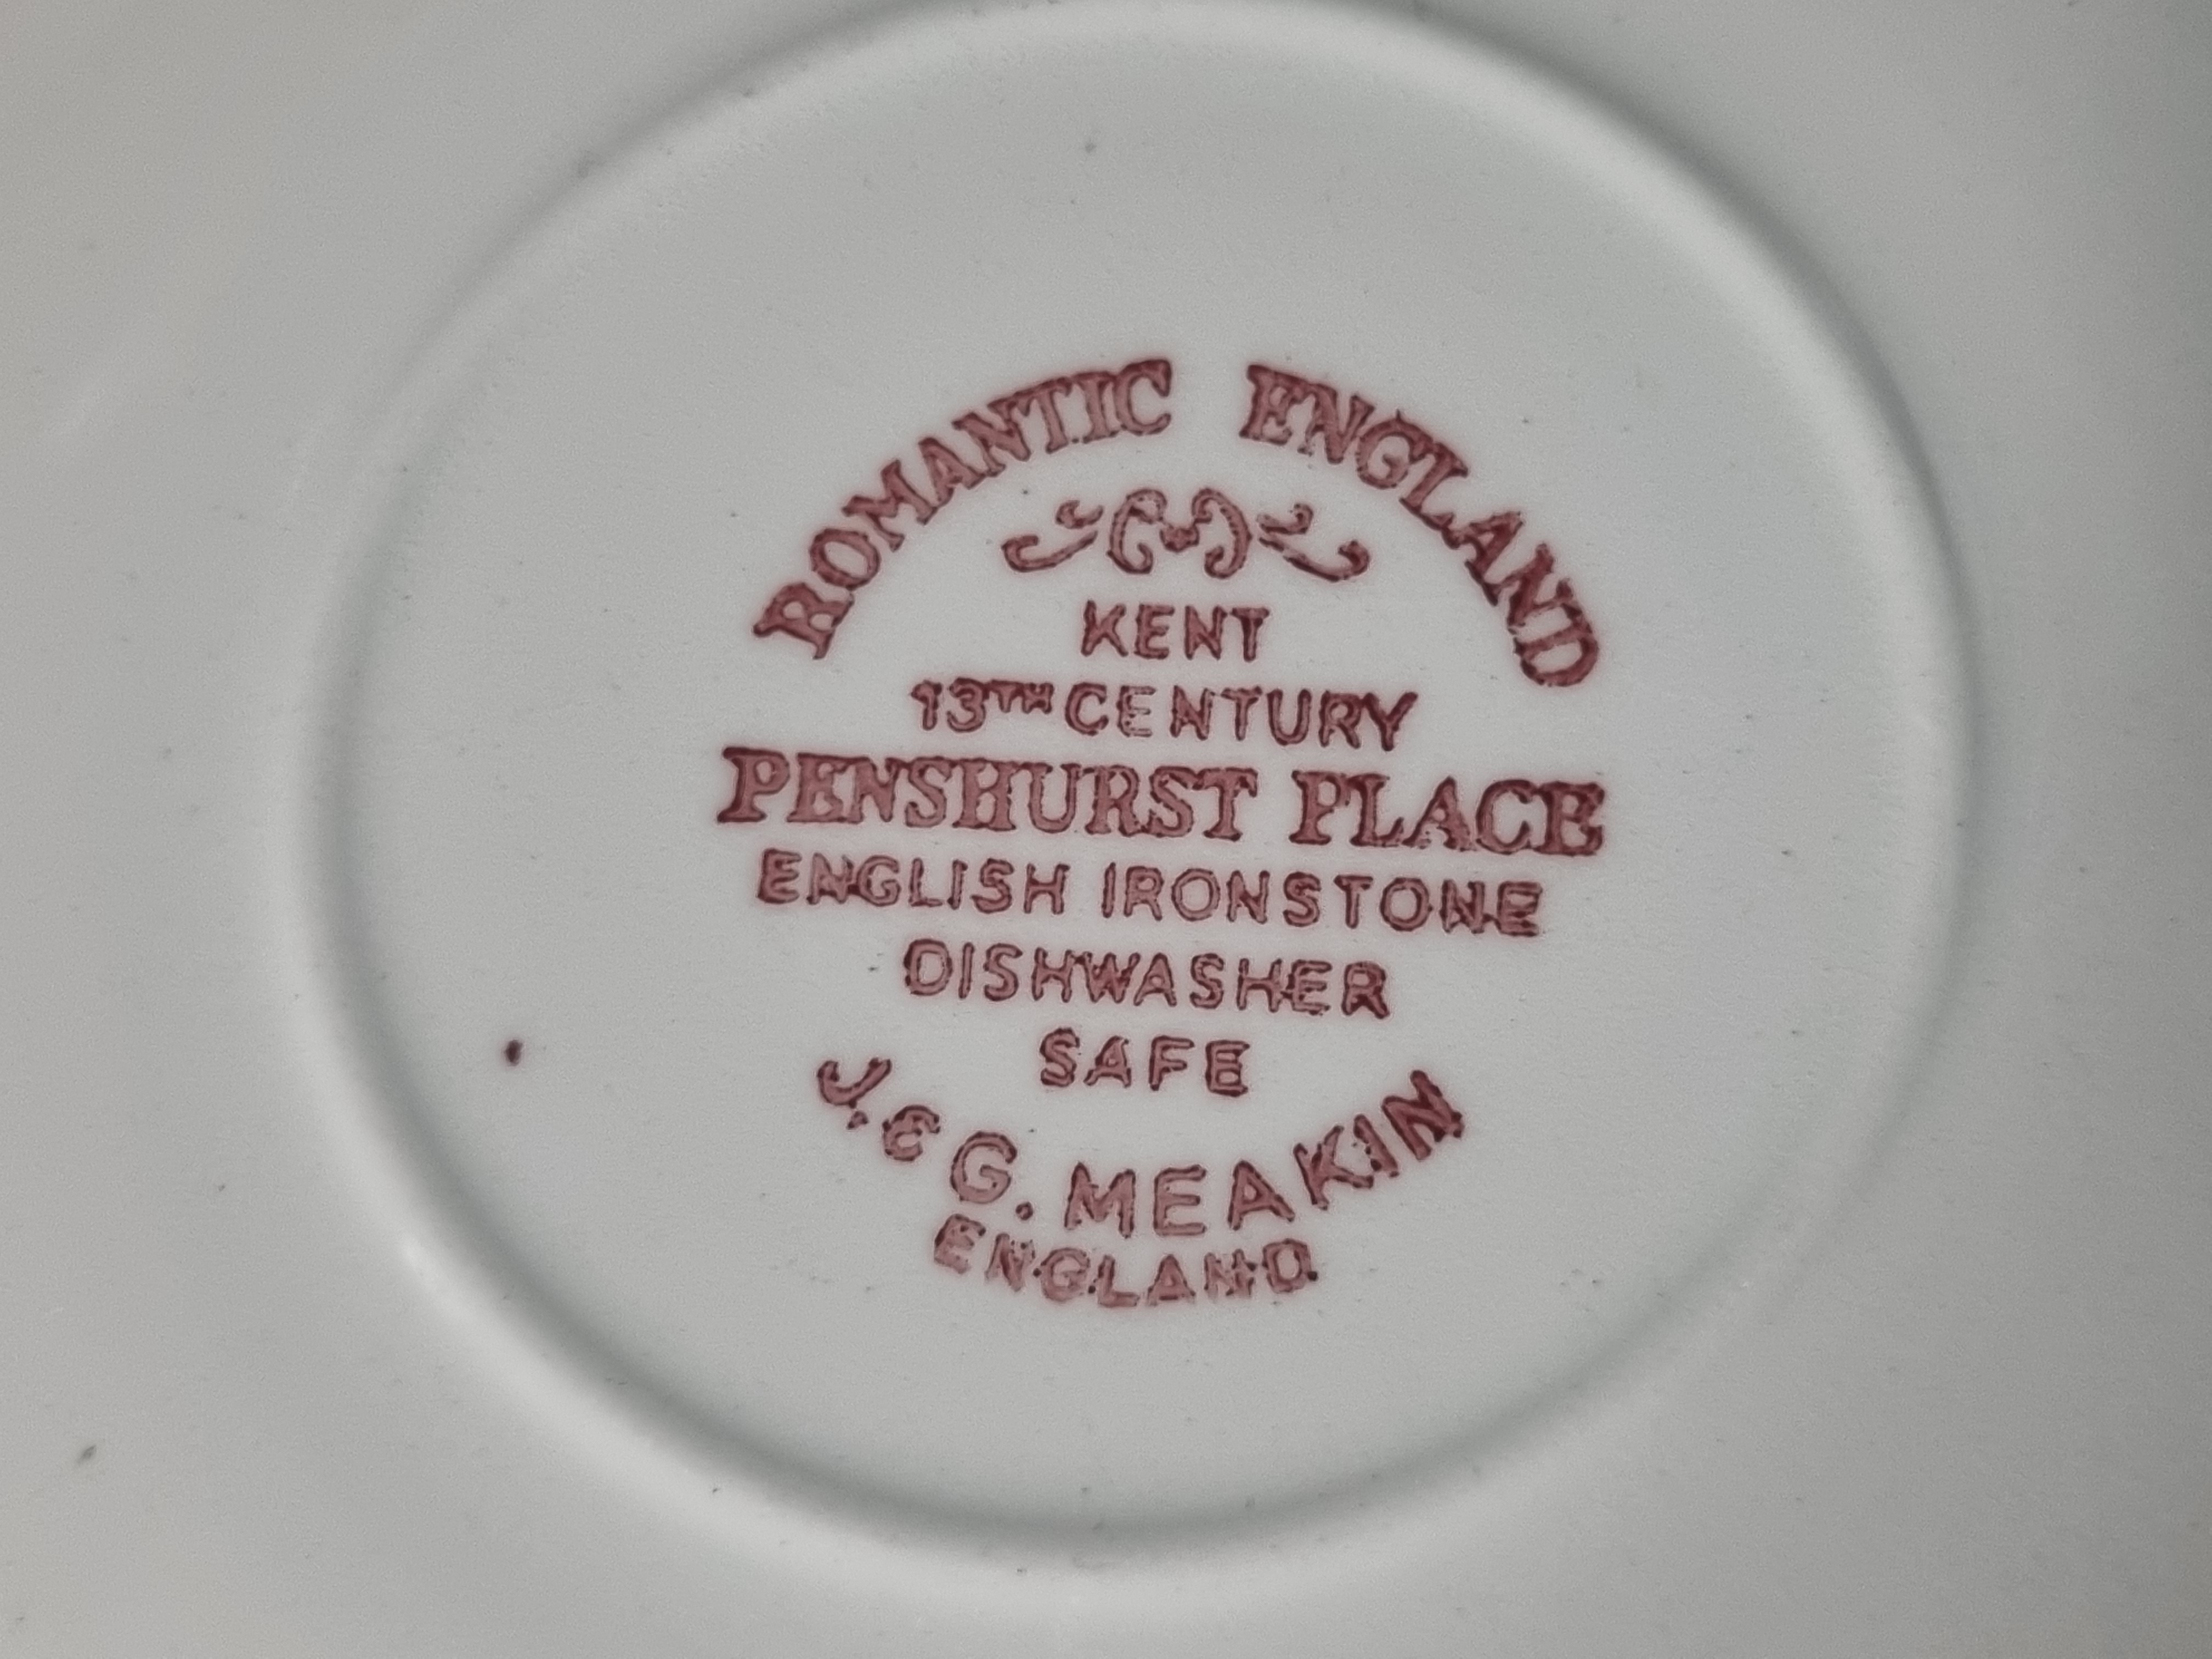 ROMANTIC ENGLAND
KENT
13TH CENTURY
PENSHURST PLACE
ENGLISH IRONSTONE
DISHWASHER
SAFE
J. & G. MEAKIN
ENGLAND